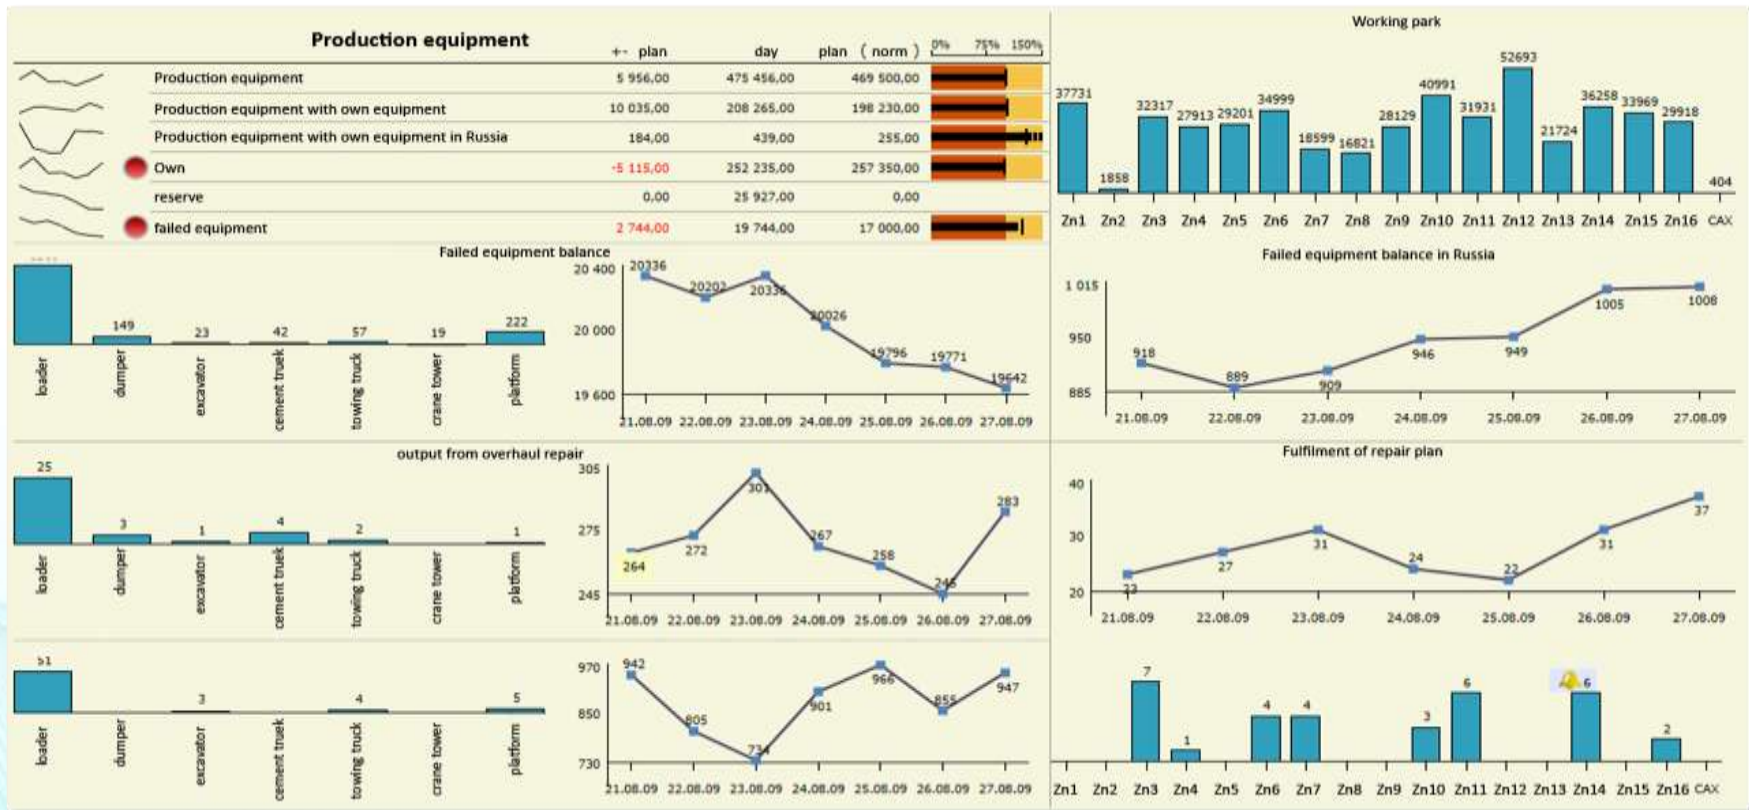 Production equipment
+- plan day plan ( norm ) 0% 75% 150%
Production equipment 5 956,00 475 456,00 469 500,00
Production equipment with own equipment 10 035,00 208 265,00 198 230,00
Production equipment with own equipment in Russia 184,00 439,00 255,00
Own -5 115,00 252 235,00 257 350,00
reserve 0,00 25 927,00 0,00
failed equipment 2 744,00 19 744,00 17 000,00
Working park
37731 1858 32317 27913 29201 34999 18599 16821 28129 40991 31931 52693 21724 36258 33969 29918 404
Zn1 Zn2 Zn3 Zn4 Zn5 Zn6 Zn7 Zn8 Zn9 Zn10 Zn11 Zn12 Zn13 Zn14 Zn15 Zn16 CAX
Failed equipment balance
149 23 42 57 19 222
loader dumper excavator cement truek towing truck crane tower platform
20 400
20 000
19 600
20336 20202 20336 20026 19796 19771 19642
21.08.09 22.08.09 23.08.09 24.08.09 25.08.09 26.08.09 27.08.09
Failed equipment balance in Russia
1 015
950
885
918 889 909 946 949 1005 1008
21.08.09 22.08.09 23.08.09 24.08.09 25.08.09 26.08.09 27.08.09
output from overhaul repair
25 3 1 4 2 1
loader dumper excavator cement truek towing truck crane tower platform
305
275
245
264 272 301 267 258 245 283
21.08.09 22.08.09 23.08.09 24.08.09 25.08.09 26.08.09 27.08.09
Fulfilment of repair plan
40
30
20
23 27 31 24 22 31 37
21.08.09 22.08.09 23.08.09 24.08.09 25.08.09 26.08.09 27.08.09
51 3 4 5
loader dumper excavator cement truek towing truck crane tower platform
970
850
730
942 805 734 901 966 855 947
21.08.09 22.08.09 23.08.09 24.08.09 25.08.09 26.08.09 27.08.09
7 1 4 4 3 6 6 2
Zn1 Zn2 Zn3 Zn4 Zn5 Zn6 Zn7 Zn8 Zn9 Zn10 Zn11 Zn12 Zn13 Zn14 Zn15 Zn16 CAX